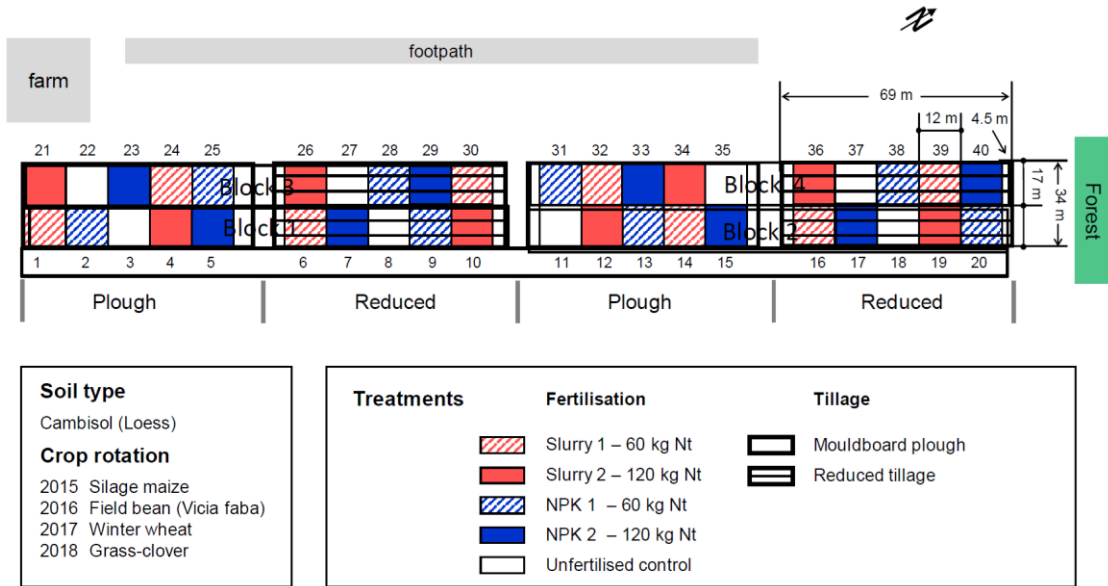 N
footpath
farm
69 m
12 m
4.5 m
21 22 23 24 25 26 27 28 29 30 31 32 33 34 35 36 37 38 39 40
Block 3
Block 4
17 m
34 m
Forest
Block 1
Block 2
1 2 3 4 5 6 7 8 9 10 11 12 13 14 15 16 17 18 19 20
Plough Reduced Plough Reduced
Soil type
Cambisol (Loess)
Crop rotation
2015 Silage maize
2016 Field bean (Vicia faba)
2017 Winter wheat
2018 Grass-clover
Treatments Fertilisation Tillage
Slurry 1 – 60 kg Nt Mouldboard plough
Slurry 2 – 120 kg Nt Reduced tillage
NPK 1 – 60 kg Nt
NPK 2 – 120 kg Nt
Unfertilised control